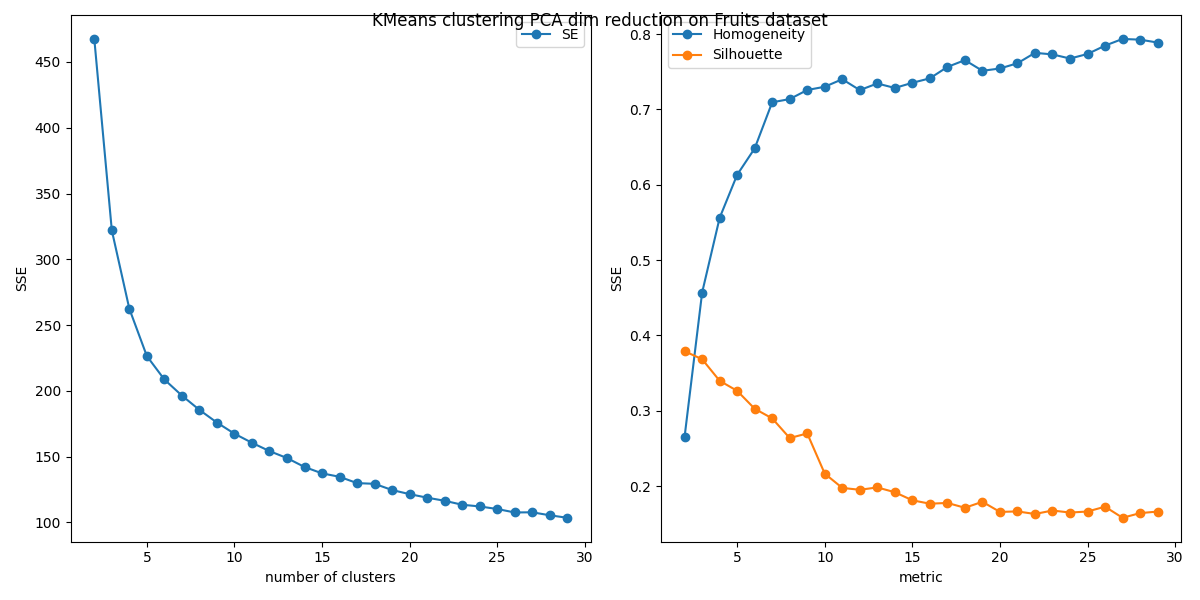 KMeans clustering PCA dim reduction on Fruits dataset
SE
450
400
350
300
250
200
150
100
SSE
5 10 15 20 25 30
number of clusters
Homogeneity
Silhouette
0.8
0.7
0.6
0.5
0.4
0.3
0.2
SSE
5 10 15 20 25 30
metric